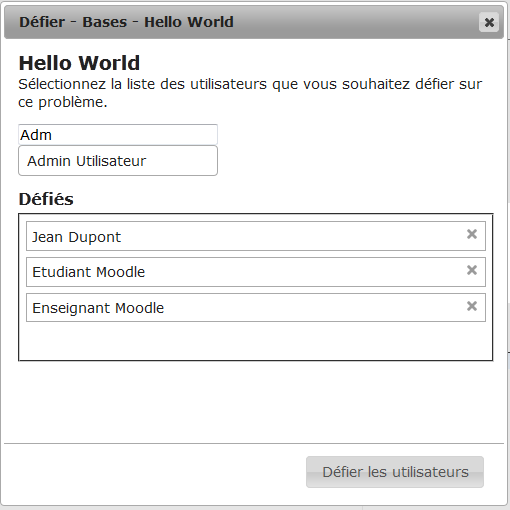 Défier - Bases - Hello World
Hello World
Sélectionnez la liste des utilisateurs que vous souhaitez défier sur
ce problème.
Adm
Admin Utilisateur
Défiés
Jean Dupont
Etudiant Moodle
Enseignant Moodle
Défier les utilisateurs